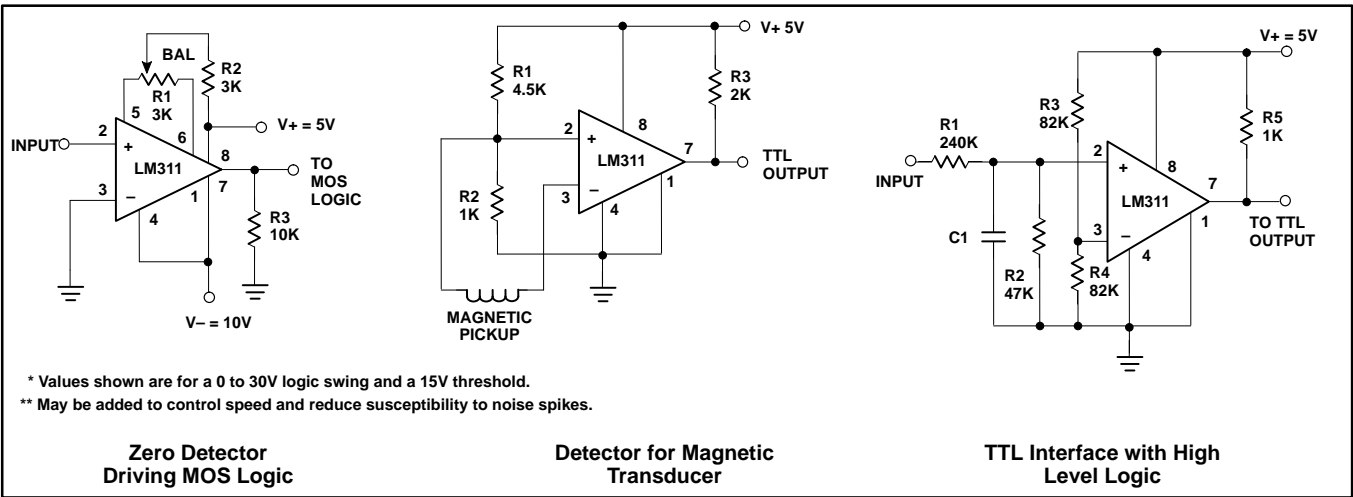 BAL
R2
3K
R1
3K
5
6
V+ = 5V
INPUT
2
+
8
LM311
TO
MOS
LOGIC
7
3
−
1
4
R3
10K
V− = 10V
V+ 5V
R1
4.5K
R3
2K
2
+
8
LM311
7
TTL
OUTPUT
1
R2
1K
3
−
4
MAGNETIC
PICKUP
V+ = 5V
R3
82K
R5
1K
R1
240K
INPUT
2
+
8
LM311
7
C1
3
−
1
TO TTL
OUTPUT
4
R2
47K
R4
82K
* Values shown are for a 0 to 30V logic swing and a 15V threshold.
** May be added to control speed and reduce susceptibility to noise spikes.
Zero Detector
Driving MOS Logic
Detector for Magnetic
Transducer
TTL Interface with High
Level Logic